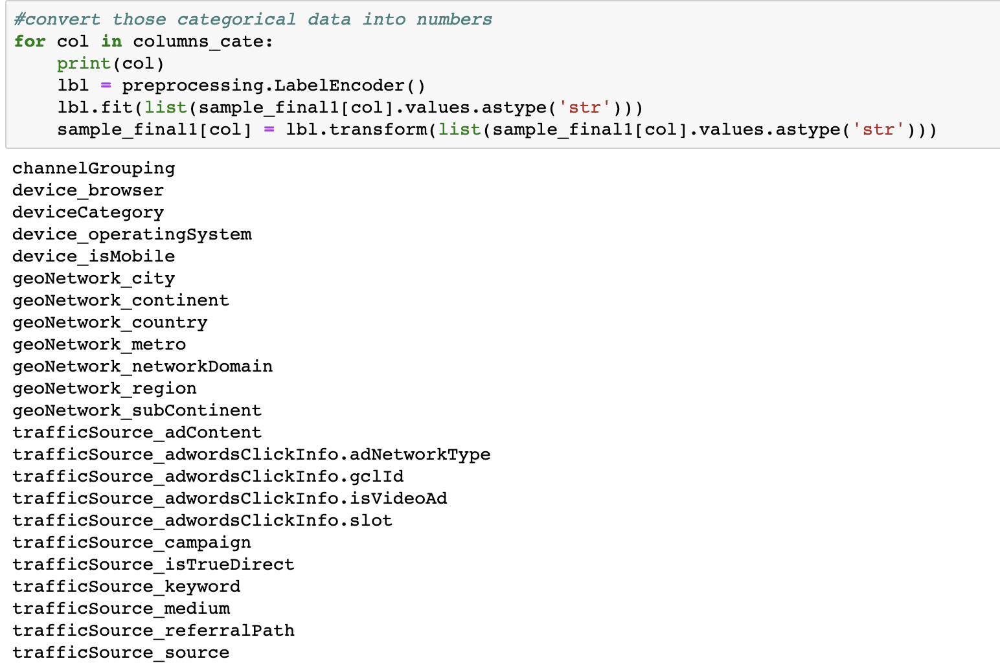 #convert those categorical data into numbers
for col in columns_cate:
    print(col)
    lbl = preprocessing.LabelEncoder()
    lbl.fit(list(sample_final1[col].values.astype('str')))
    sample_final1[col] = lbl.transform(list(sample_final1[col].values.astype('str')))
channelGrouping
device_browser
deviceCategory
device_operatingSystem
device_isMobile
geoNetwork_city
geoNetwork_continent
geoNetwork_country
geoNetwork_metro
geoNetwork_networkDomain
geoNetwork_region
geoNetwork_subContinent
trafficSource_adContent
trafficSource_adwordsClickInfo.adNetworkType
trafficSource_adwordsClickInfo.gclId
trafficSource_adwordsClickInfo.isVideoAd
trafficSource_adwordsClickInfo.slot
trafficSource_campaign
trafficSource_isTrueDirect
trafficSource_keyword
trafficSource_medium
trafficSource_referralPath
trafficSource_source